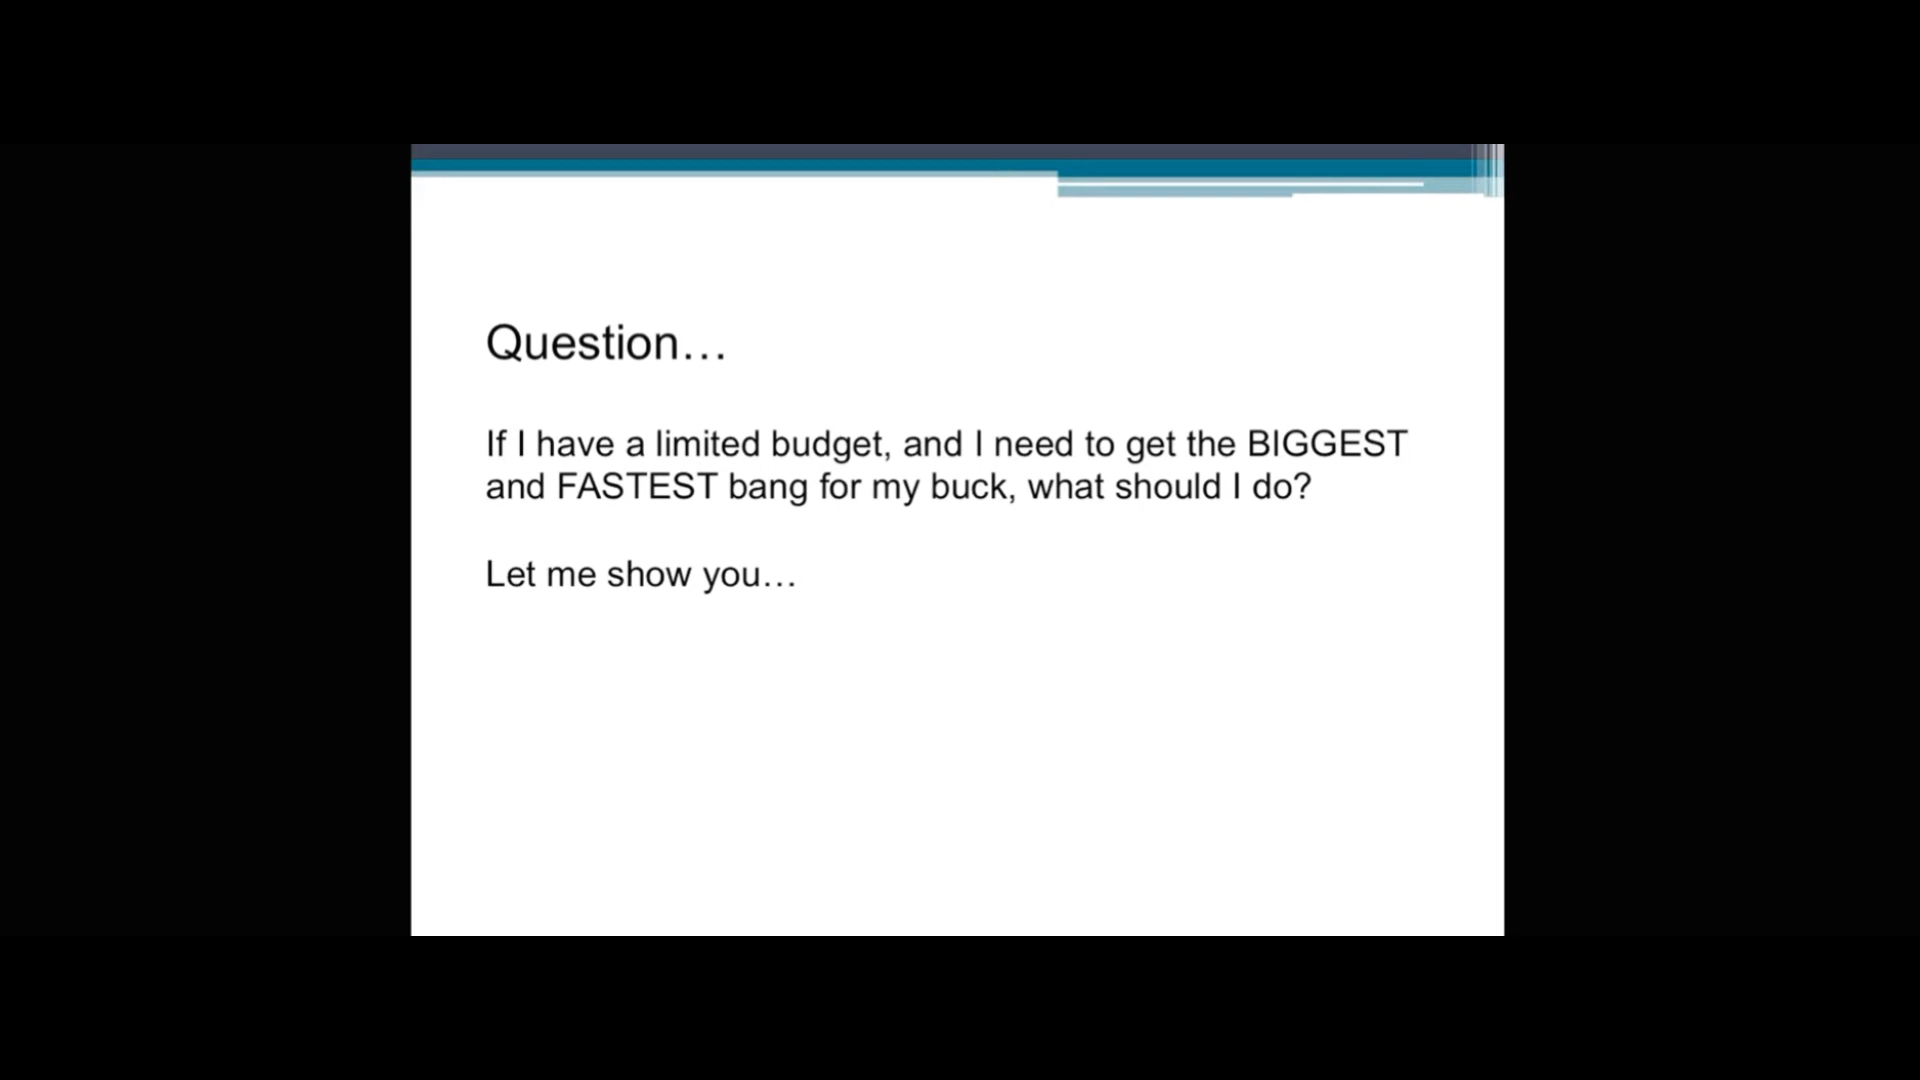 Question…
If I have a limited budget, and I need to get the BIGGEST
and FASTEST bang for my buck, what should I do?
Let me show you…